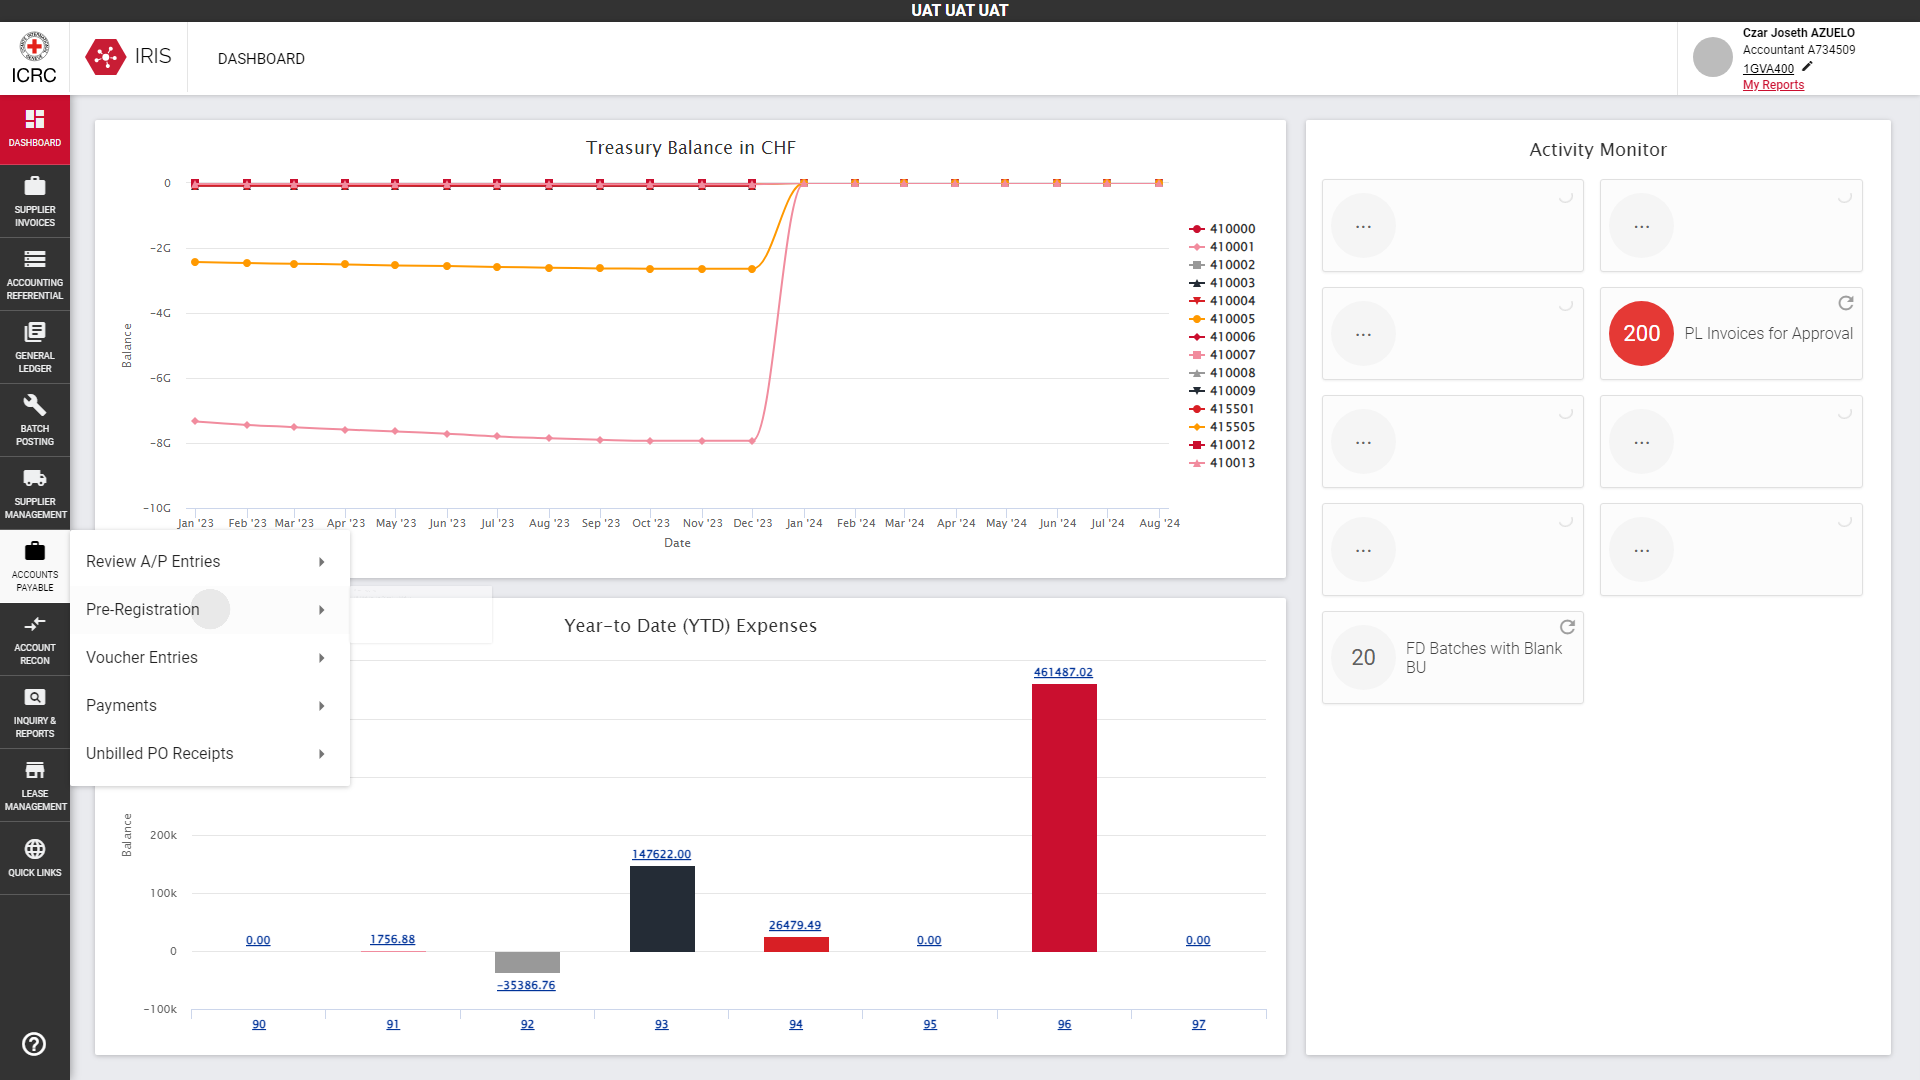 UAT UAT UAT
ICRC
IRIS
DASHBOARD
Czar Joseth AZUELO
Accountant A734509
1GVA400
My Reports
DASHBOARD
SUPPLIER
INVOICES
ACCOUNTING
REFERENTIAL
GENERAL
LEDGER
BATCH
POSTING
SUPPLIER
MANAGEMENT
ACCOUNTS
PAYABLE
ACCOUNT
RECON
INQUIRY &
REPORTS
LEASE
MANAGEMENT
QUICK LINKS
Review A/P Entries
Pre-Registration
Voucher Entries
Payments
Unbilled PO Receipts
Treasury Balance in CHF
Balance
0
-2G
-4G
-6G
-8G
-10G
Jan '23 Feb '23 Mar '23 Apr '23 May '23 Jun '23 Jul '23 Aug '23 Sep '23 Oct '23 Nov '23 Dec '23 Jan '24 Feb '24 Mar '24 Apr '24 May '24 Jun '24 Jul '24 Aug '24
Date
410000
410001
410002
410003
410004
410005
410006
410007
410008
410009
415501
415505
410012
410013
Year-to Date (YTD) Expenses
Balance
200k
100k
0
-100k
0.00
1756.88
-35386.76
147622.00
26479.49
0.00
461487.02
0.00
90 91 92 93 94 95 96 97
Activity Monitor
... ...
...
200 PL Invoices for Approval
... ...
... ...
20 FD Batches with Blank
BU